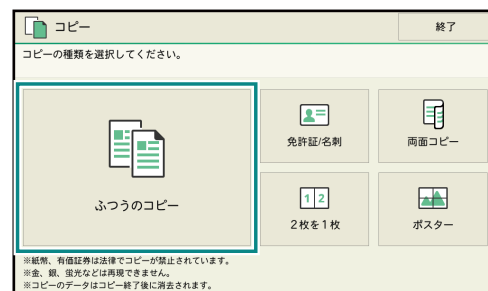 コピー
終了
コピーの種類を選択してください。
免許証/名刺
両面コピー
ふつうのコピー
1 2
2枚を1枚
ポスター
※紙幣、有価証券は法律でコピーが禁止されています。
※金、銀、蛍光などは再現できません。
※コピーのデータはコピー終了後に消去されます。